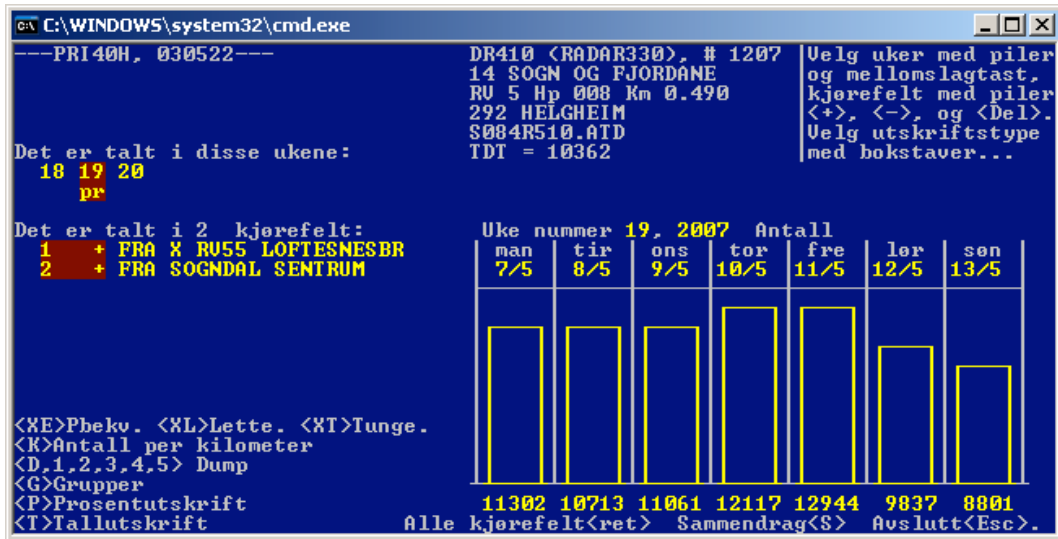 C:\WINDOWS\system32\cmd.exe
---PRI40H, 030522---
DR410 (RADAR330), # 1207
14 SOGN OG FJORDANE
RV 5 Hp 008 Km 0.490
292 HELGHEIM
S084R510.ATD
TDT = 10362
Velg uker med piler
og mellomslagtast,
kjørefelt med piler
<+>, <->, og <Del>.
Velg utskriftstype
med bokstaver...
Det er talt i disse ukene:
18 19 20
pr
Det er talt i 2 kjørefelt:
1 + FRA X RV55 LOFTESNESBR
2 + FRA SOGNDAL SENTRUM
Uke nummer 19, 2007 Antall
man tir ons tor fre lør søn
7/5 8/5 9/5 10/5 11/5 12/5 13/5
11302 10713 11061 12117 12944 9837 8801
<XE>Pbekv. <XL>Lette. <XT>Tunge.
<K>Antall per kilometer
<D,1,2,3,4,5> Dump
<G>Grupper
<P>Prosentutskrift
<T>Tallutskrift
Alle kjørefelt<ret> Sammendrag<S> Avslutt<Esc>.